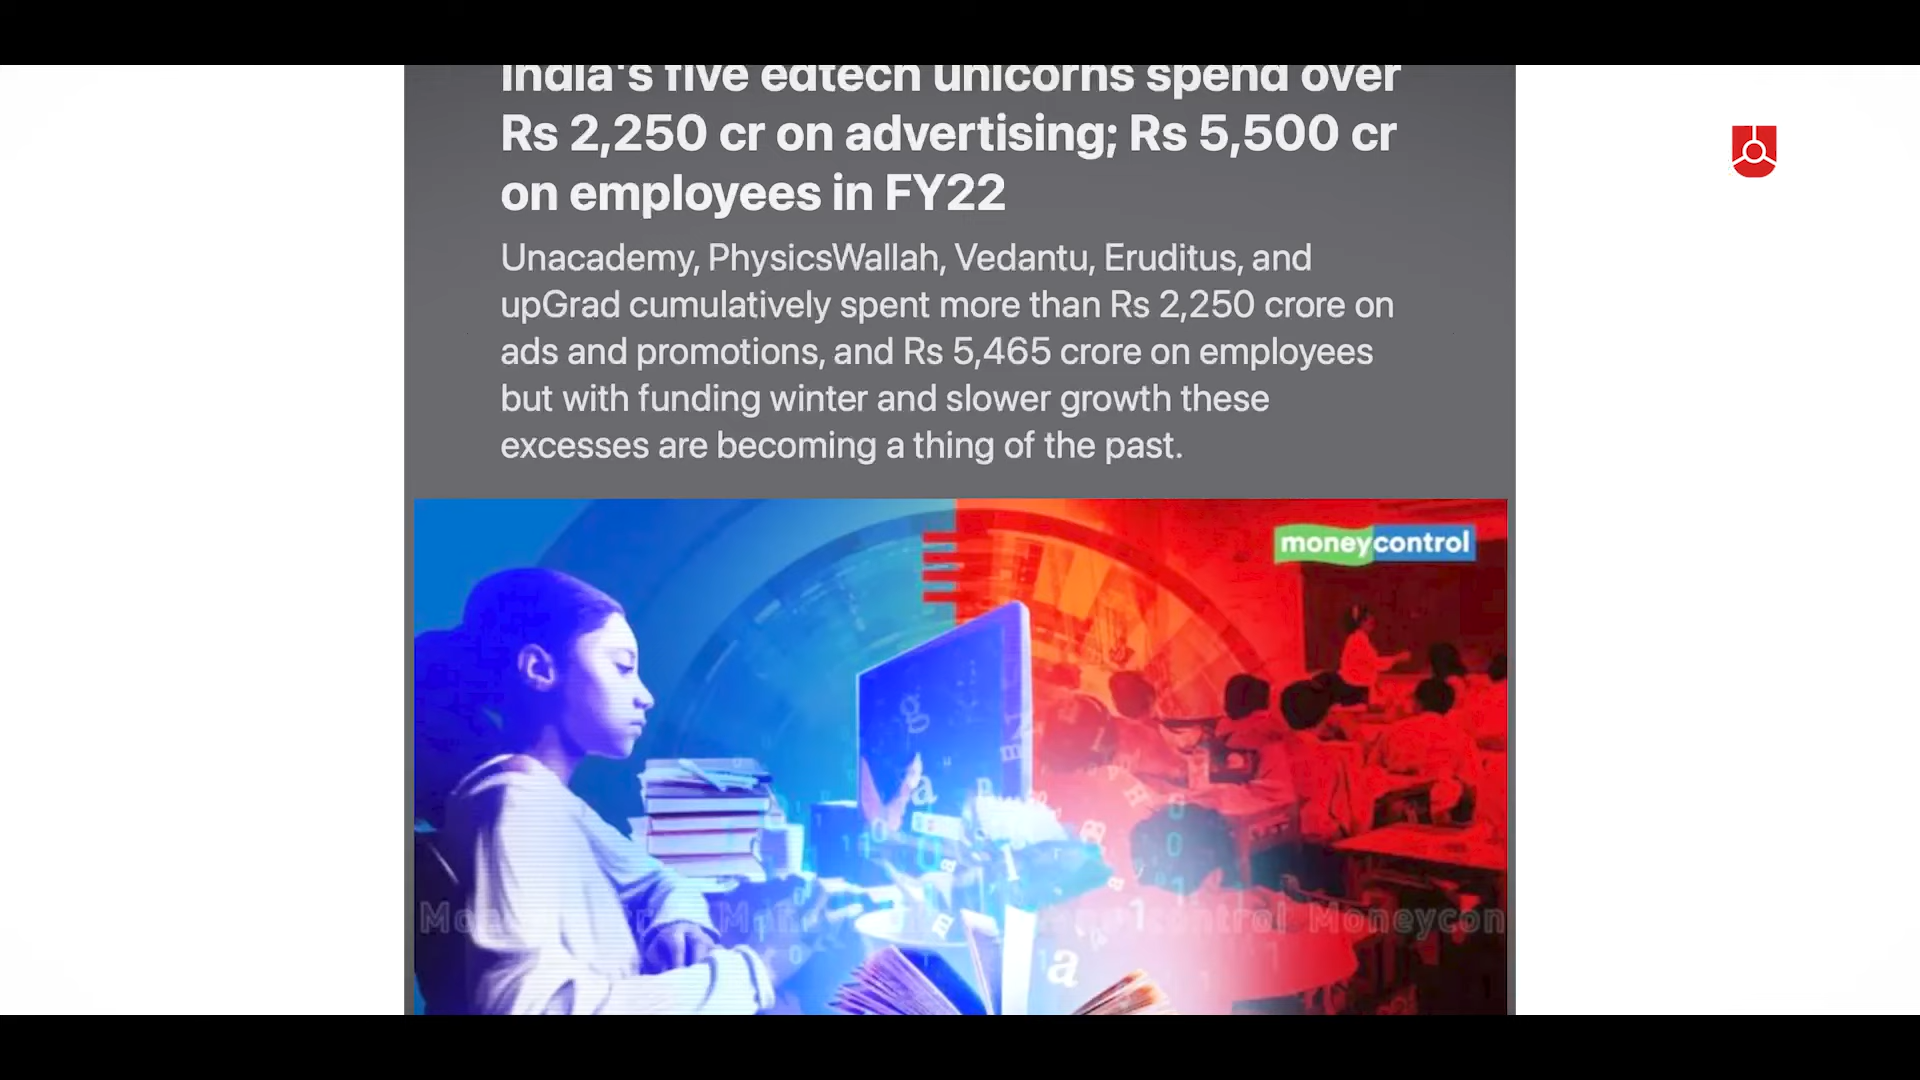 India's five edtech unicorns spend over
Rs 2,250 cr on advertising; Rs 5,500 cr
on employees in FY22
Unacademy, PhysicsWallah, Vedantu, Eruditus, and
upGrad cumulatively spent more than Rs 2,250 crore on
ads and promotions, and Rs 5,465 crore on employees
but with funding winter and slower growth these
excesses are becoming a thing of the past.
moneycontrol